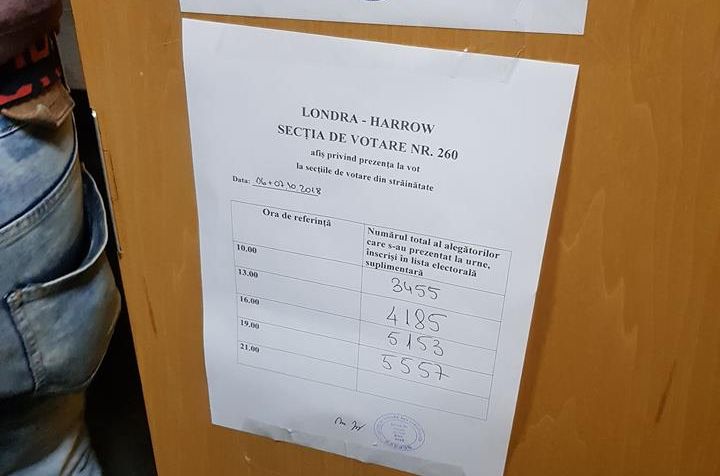 LONDRA - HARROW
SECȚIA DE VOTARE NR. 260
afiș privind prezența la vot
la secțiile de votare din străinătate
Data: 06+07.10.2018
Ora de referință
Numărul total al alegătorilor
care s-au prezentat la urne,
înscriși în lista electorală
suplimentară
10.00
3455
13.00
4185
16.00
5153
19.00
5557
21.00